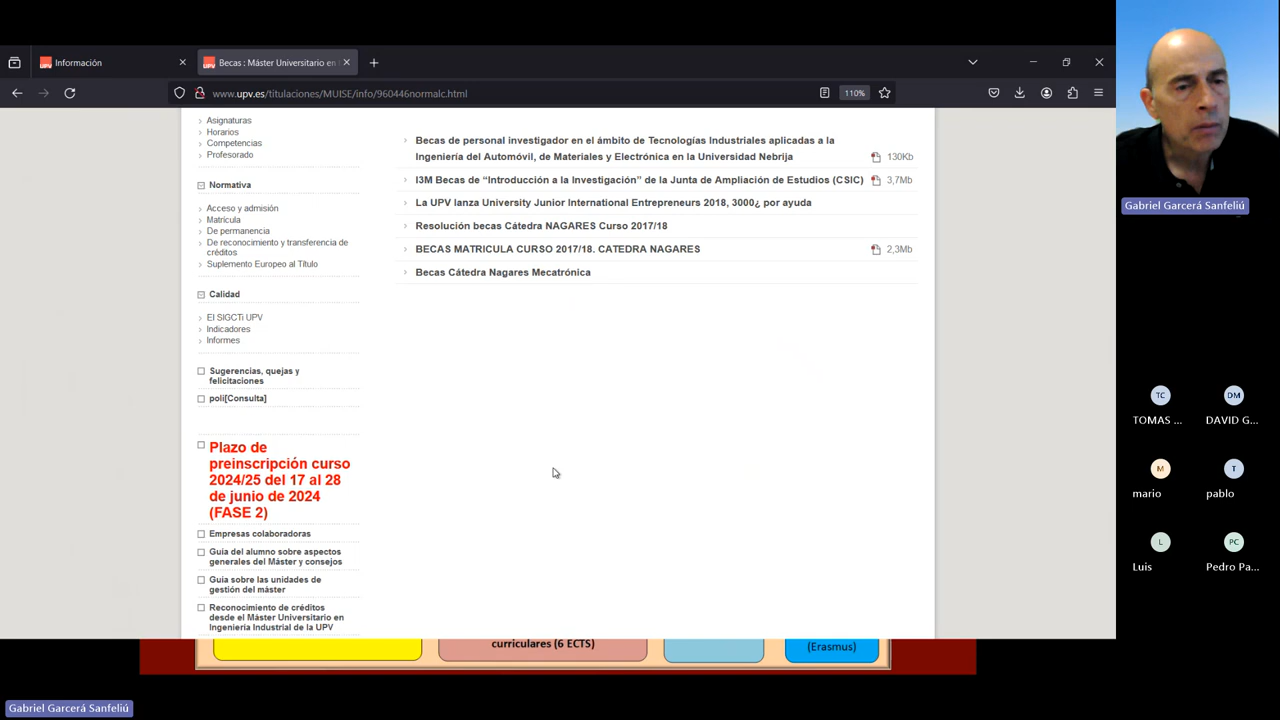 Información
Becas : Máster Universitario en
www.upv.es/titulaciones/MUISE/info/960446normalc.html
110%
Asignaturas
Horarios
Competencias
Profesorado
Normativa
Acceso y admisión
Matrícula
De permanencia
De reconocimiento y transferencia de
créditos
Suplemento Europeo al Título
Calidad
El SIGCTi UPV
Indicadores
Informes
Sugerencias, quejas y
felicitaciones
poli[Consulta]
Plazo de
preinscripción curso
2024/25 del 17 al 28
de junio de 2024
(FASE 2)
Empresas colaboradoras
Guía del alumno sobre aspectos
generales del Máster y consejos
Guía sobre las unidades de
gestión del máster
Reconocimiento de créditos
desde el Máster Universitario en
Ingeniería Industrial de la UPV
Becas de personal investigador en el ámbito de Tecnologías Industriales aplicadas a la
Ingeniería del Automóvil, de Materiales y Electrónica en la Universidad Nebrija 130Kb
I3M Becas de “Introducción a la Investigación” de la Junta de Ampliación de Estudios (CSIC) 3,7Mb
La UPV lanza University Junior International Entrepreneurs 2018, 3000¿ por ayuda
Resolución becas Cátedra NAGARES Curso 2017/18
BECAS MATRICULA CURSO 2017/18. CATEDRA NAGARES 2,3Mb
Becas Cátedra Nagares Mecatrónica
curriculares (6 ECTS)
(Erasmus)
Gabriel Garcerá Sanfeliú
TC
TOMAS ...
DM
DAVID G...
M
mario
T
pablo
L
Luis
PC
Pedro Pa...
Gabriel Garcerá Sanfeliú